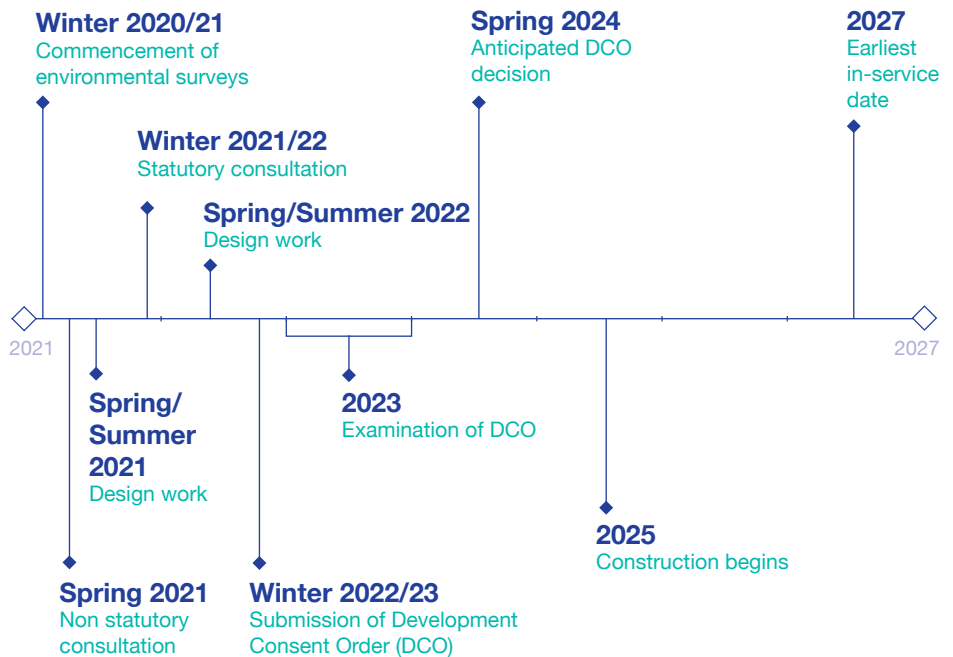 Winter 2020/21
Commencement of
environmental surveys
Spring 2024
Anticipated DCO
decision
2027
Earliest
in-service
date
Winter 2021/22
Statutory consultation
Spring/Summer 2022
Design work
2021
2027
Spring/
Summer
2021
Design work
2023
Examination of DCO
2025
Construction begins
Spring 2021
Non statutory
consultation
Winter 2022/23
Submission of Development
Consent Order (DCO)